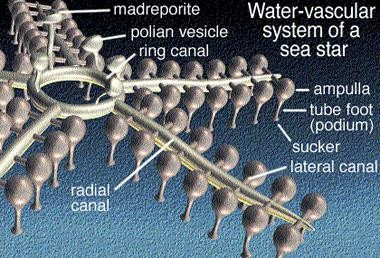 madreporite
polian vesicle
ring canal
Water-vascular
system of a
sea star
ampulla
tube foot
(podium)
sucker
lateral canal
radial
canal